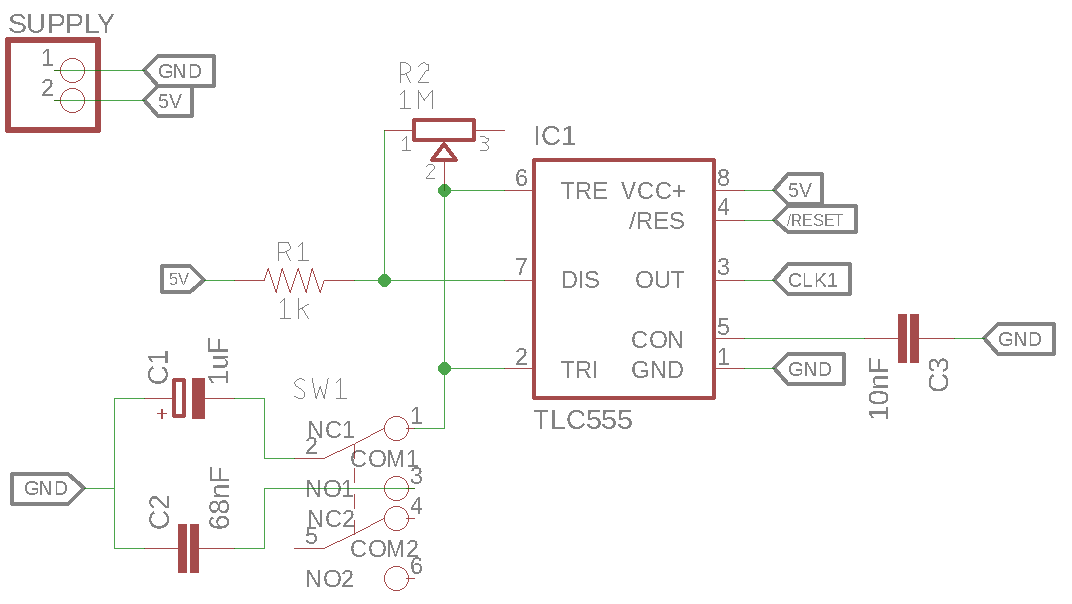 SUPPLY
1
GND
2
5V
R2
1M
1
3
2
IC1
6
TRE
VCC+
8
5V
/RES
4
/RESET
R1
5V
1k
7
DIS
OUT
3
CLK1
CON
5
GND
2
TRI
GND
1
GND
TLC555
10nF
C3
C1
1uF
+
SW1
NC1
1
2
COM1
GND
NO1
3
C2
68nF
NC2
4
5
COM2
NO2
6